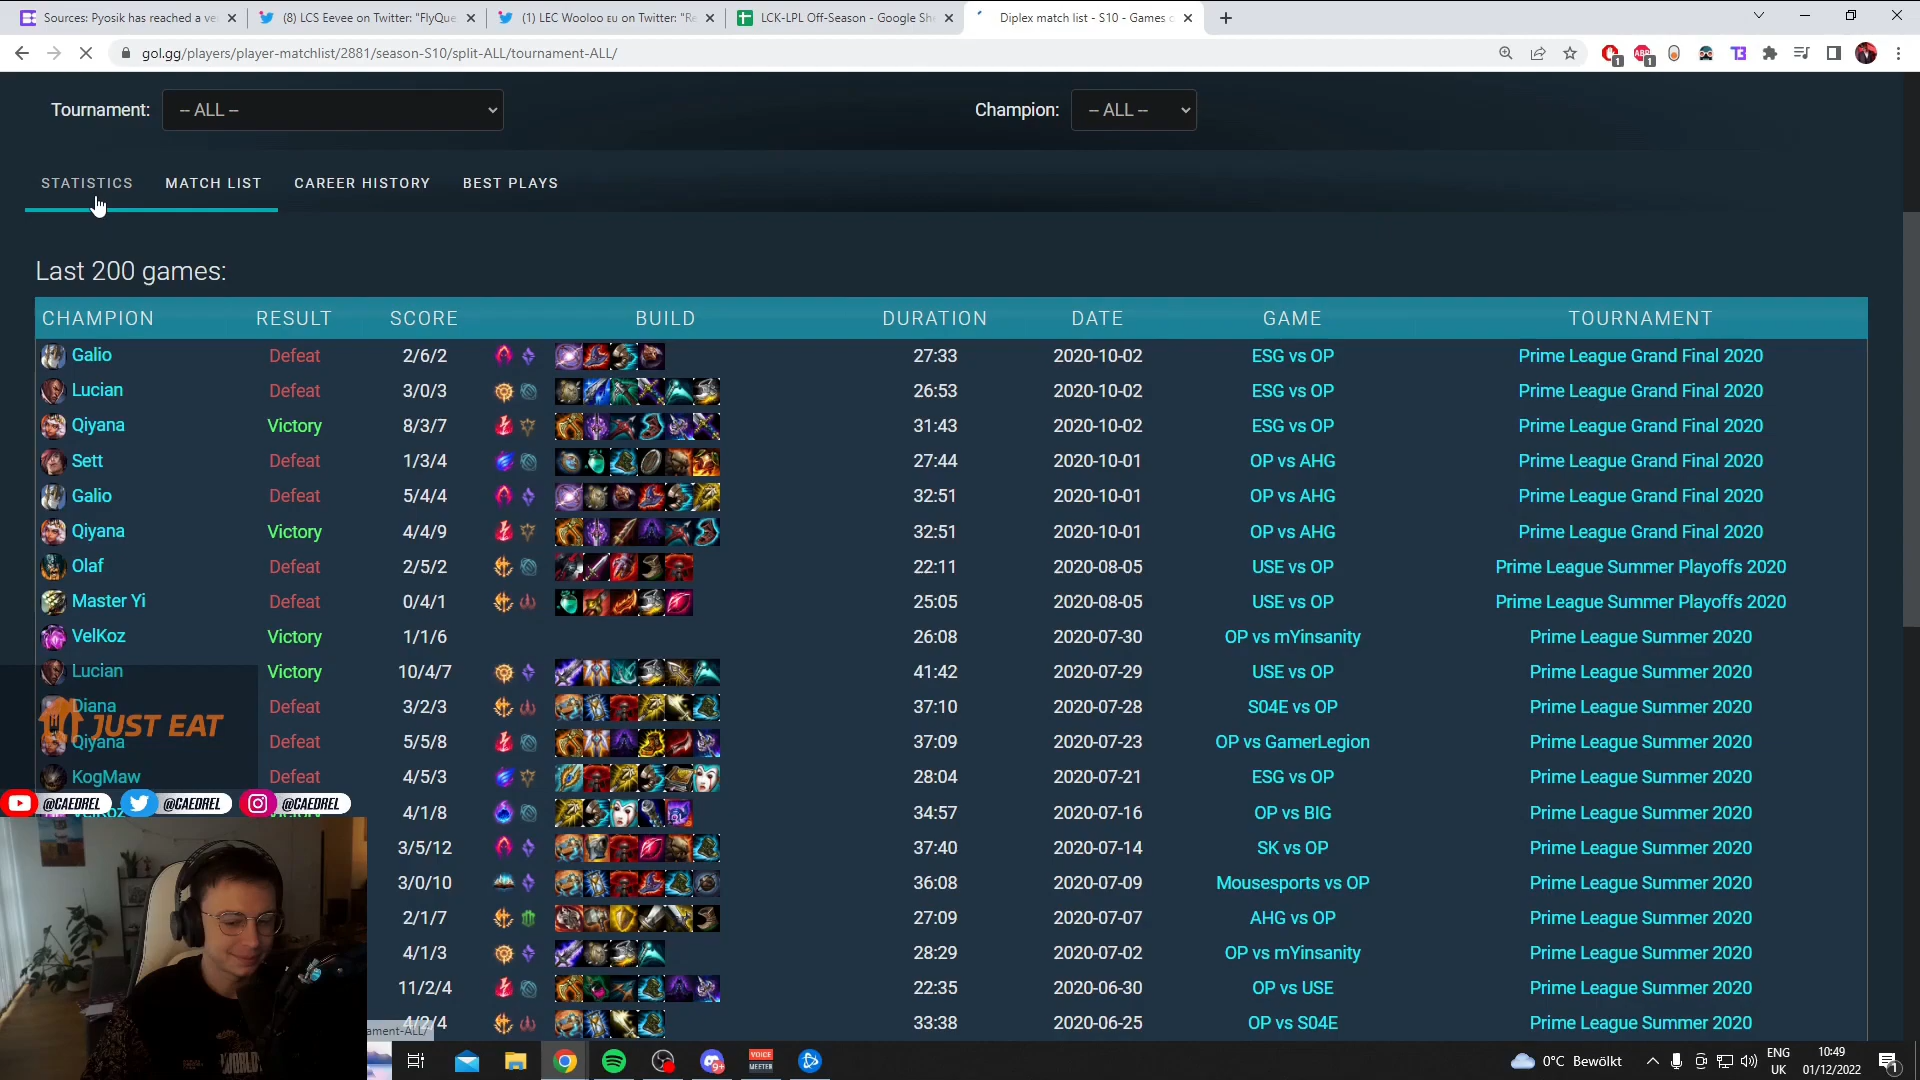 Sources: Pyosik has reached a ve
(8) LCS Eevee on Twitter: "FlyQue
(1) LEC Wooloo EU on Twitter: "Re
LCK-LPL Off-Season - Google She
Diplex match list - S10 - Games o
gol.gg/players/player-matchlist/2881/season-S10/split-ALL/tournament-ALL/
Tournament: -- ALL -- Champion: -- ALL --
STATISTICS MATCH LIST CAREER HISTORY BEST PLAYS
Last 200 games:
CHAMPION RESULT SCORE BUILD DURATION DATE GAME TOURNAMENT
Galio Defeat 2/6/2 27:33 2020-10-02 ESG vs OP Prime League Grand Final 2020
Lucian Defeat 3/0/3 26:53 2020-10-02 ESG vs OP Prime League Grand Final 2020
Qiyana Victory 8/3/7 31:43 2020-10-02 ESG vs OP Prime League Grand Final 2020
Sett Defeat 1/3/4 27:44 2020-10-01 OP vs AHG Prime League Grand Final 2020
Galio Defeat 5/4/4 32:51 2020-10-01 OP vs AHG Prime League Grand Final 2020
Qiyana Victory 4/4/9 32:51 2020-10-01 OP vs AHG Prime League Grand Final 2020
Olaf Defeat 2/5/2 22:11 2020-08-05 USE vs OP Prime League Summer Playoffs 2020
Master Yi Defeat 0/4/1 25:05 2020-08-05 USE vs OP Prime League Summer Playoffs 2020
VelKoz Victory 1/1/6 26:08 2020-07-30 OP vs mYinsanity Prime League Summer 2020
Lucian Victory 10/4/7 41:42 2020-07-29 USE vs OP Prime League Summer 2020
Diana Defeat 3/2/3 37:10 2020-07-28 S04E vs OP Prime League Summer 2020
JUST EAT
Qiyana Defeat 5/5/8 37:09 2020-07-23 OP vs GamerLegion Prime League Summer 2020
KogMaw Defeat 4/5/3 28:04 2020-07-21 ESG vs OP Prime League Summer 2020
@CAEDREL @CAEDREL @CAEDREL
VelKoz 4/1/8 34:57 2020-07-16 OP vs BIG Prime League Summer 2020
3/5/12 37:40 2020-07-14 SK vs OP Prime League Summer 2020
3/0/10 36:08 2020-07-09 Mousesports vs OP Prime League Summer 2020
2/1/7 27:09 2020-07-07 AHG vs OP Prime League Summer 2020
4/1/3 28:29 2020-07-02 OP vs mYinsanity Prime League Summer 2020
11/2/4 22:35 2020-06-30 OP vs USE Prime League Summer 2020
4/2/4 33:38 2020-06-25 OP vs S04E Prime League Summer 2020
ament-ALL/
VOICE
MEETER
9+
0°C Bewölkt
ENG
UK
10:49
01/12/2022